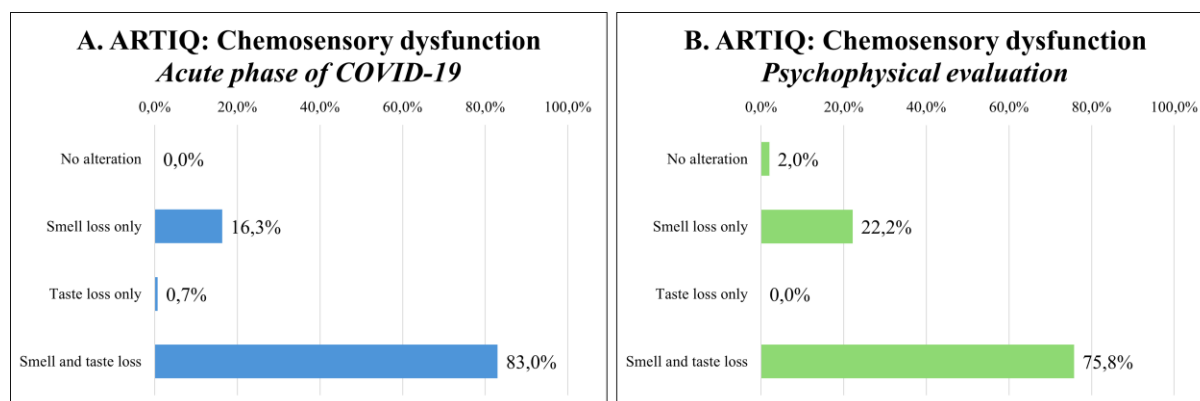 A. ARTIQ: Chemosensory dysfunction
Acute phase of COVID-19
0,0% 20,0% 40,0% 60,0% 80,0% 100,0%
No alteration 0,0%
Smell loss only 16,3%
Taste loss only 0,7%
Smell and taste loss 83,0%
B. ARTIQ: Chemosensory dysfunction
Psychophysical evaluation
0,0% 20,0% 40,0% 60,0% 80,0% 100,0%
No alteration 2,0%
Smell loss only 22,2%
Taste loss only 0,0%
Smell and taste loss 75,8%